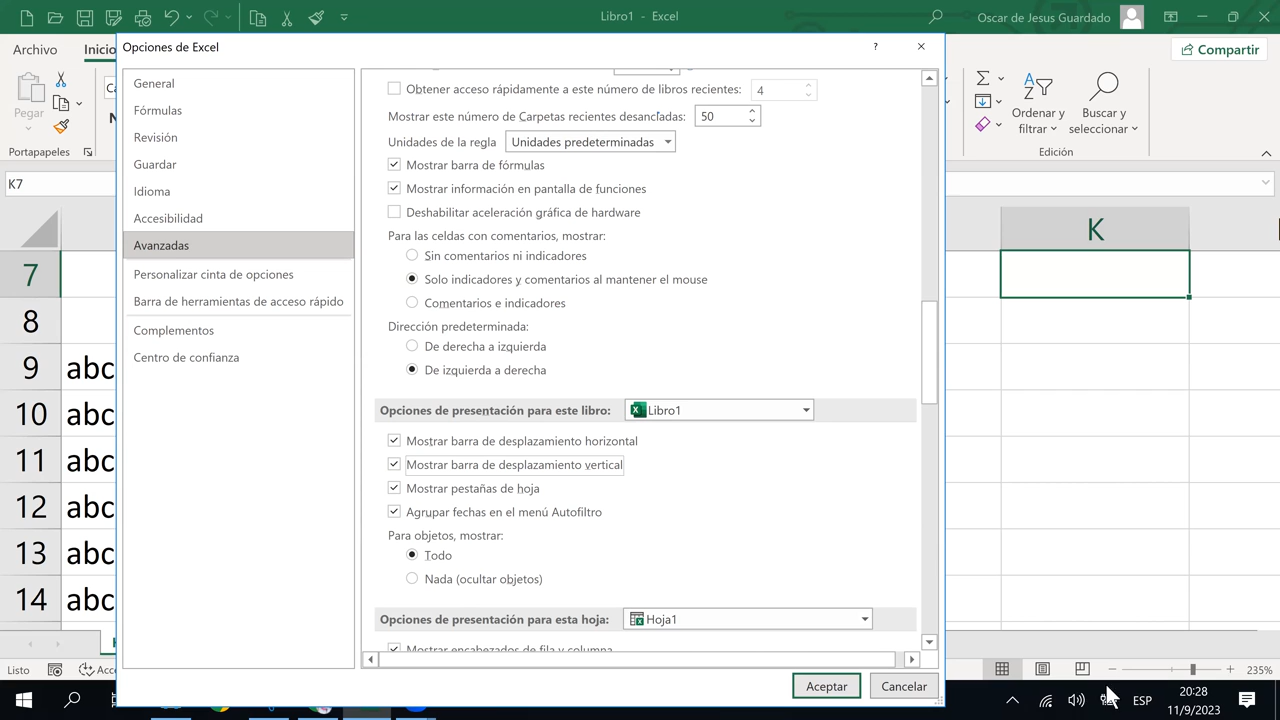 Libro1 - Excel
Oscar de Jesus Guardado
Archivo
Inicio
Compartir
Opciones de Excel
?
General
Fórmulas
Revisión
Guardar
Idioma
Accesibilidad
Avanzadas
Personalizar cinta de opciones
Barra de herramientas de acceso rápido
Complementos
Centro de confianza
Obtener acceso rápidamente a este número de libros recientes: 4
Mostrar este número de Carpetas recientes desancladas: 50
Unidades de la regla Unidades predeterminadas
Mostrar barra de fórmulas
Mostrar información en pantalla de funciones
Deshabilitar aceleración gráfica de hardware
Para las celdas con comentarios, mostrar:
Sin comentarios ni indicadores
Solo indicadores y comentarios al mantener el mouse
Comentarios e indicadores
Dirección predeterminada:
De derecha a izquierda
De izquierda a derecha
Opciones de presentación para este libro: Libro1
Mostrar barra de desplazamiento horizontal
Mostrar barra de desplazamiento vertical
Mostrar pestañas de hoja
Agrupar fechas en el menú Autofiltro
Para objetos, mostrar:
Todo
Nada (ocultar objetos)
Opciones de presentación para esta hoja: Hoja1
Mostrar encabezados de fila y columna
Aceptar
Cancelar
Pegar
Portapapeles
Ordenar y filtrar
Buscar y seleccionar
Edición
K7
K
7
8
9 abc
10 abc
11 abc
12 abc
13 abc
14 abc
Listo
235%
ESP
20:28
11/9/2023